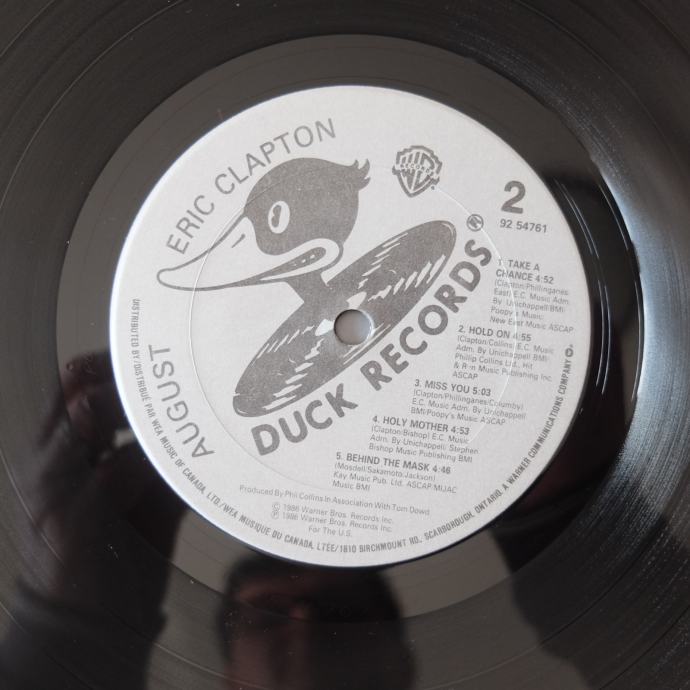 ERIC CLAPTON
RECORDS
2
92 54761
AUGUST
DUCK RECORDS
1. TAKE A
CHANCE 4:52
(Clapton/Phillinganes/
East) E.C. Music Adm.
By Unichappell/BMI
Poopy's Music/
New East Music ASCAP
2. HOLD ON 4:55
(Clapton/Collins) E.C. Music
Adm. By Unichappell BMI/
Phillip Collins Ltd., Hit
& R·n Music Publishing Inc.
ASCAP
3. MISS YOU 5:03
(Clapton/Phillinganes/Columby)
E.C. Music Adm. By Unichappell
BMI/Poopy's Music ASCAP
4. HOLY MOTHER 4:53
(Clapton/Bishop) E.C. Music
Adm. By Unichappell, Stephen
Bishop Music Publishing BMI
5. BEHIND THE MASK 4:46
(Mosdell/Sakamoto/Jackson)
Kay Music Pub. Ltd. ASCAP/MIJAC
Music BMI
Produced By Phil Collins In Association With Tom Dowd
© 1986 Warner Bros. Records Inc.
℗ 1986 Warner Bros. Records Inc.
For The U.S.
DISTRIBUTED BY/DISTRIBUÉ PAR WEA MUSIC OF CANADA, LTD./WEA MUSIQUE DU CANADA, LTÉE/1810 BIRCHMOUNT RD., SCARBOROUGH, ONTARIO. A WARNER COMMUNICATIONS COMPANY